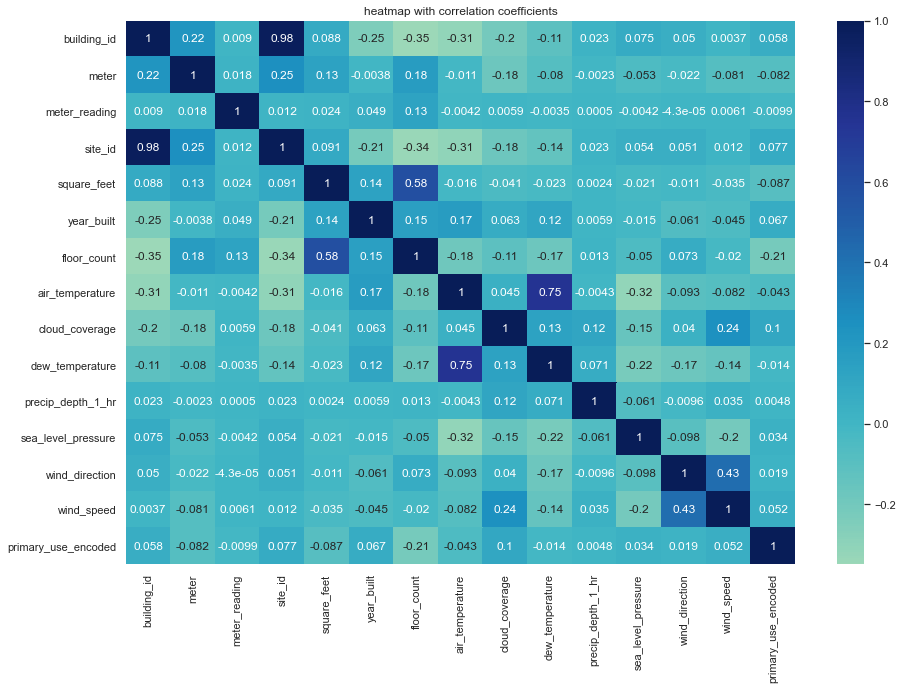 heatmap with correlation coefficients
building_id 1 0.22 0.009 0.98 0.088 -0.25 -0.35 -0.31 -0.2 -0.11 0.023 0.075 0.05 0.0037 0.058
meter 0.22 1 0.018 0.25 0.13 -0.0038 0.18 -0.011 -0.18 -0.08 -0.0023 -0.053 -0.022 -0.081 -0.082
meter_reading 0.009 0.018 1 0.012 0.024 0.049 0.13 -0.0042 0.0059 -0.0035 0.0005 -0.0042 -4.3e-05 0.0061 -0.0099
site_id 0.98 0.25 0.012 1 0.091 -0.21 -0.34 -0.31 -0.18 -0.14 0.023 0.054 0.051 0.012 0.077
square_feet 0.088 0.13 0.024 0.091 1 0.14 0.58 -0.016 -0.041 -0.023 0.0024 -0.021 -0.011 -0.035 -0.087
year_built -0.25 -0.0038 0.049 -0.21 0.14 1 0.15 0.17 0.063 0.12 0.0059 -0.015 -0.061 -0.045 0.067
floor_count -0.35 0.18 0.13 -0.34 0.58 0.15 1 -0.18 -0.11 -0.17 0.013 -0.05 0.073 -0.02 -0.21
air_temperature -0.31 -0.011 -0.0042 -0.31 -0.016 0.17 -0.18 1 0.045 0.75 -0.0043 -0.32 -0.093 -0.082 -0.043
cloud_coverage -0.2 -0.18 0.0059 -0.18 -0.041 0.063 -0.11 0.045 1 0.13 0.12 -0.15 0.04 0.24 0.1
dew_temperature -0.11 -0.08 -0.0035 -0.14 -0.023 0.12 -0.17 0.75 0.13 1 0.071 -0.22 -0.17 -0.14 -0.014
precip_depth_1_hr 0.023 -0.0023 0.0005 0.023 0.0024 0.0059 0.013 -0.0043 0.12 0.071 1 -0.061 -0.0096 0.035 0.0048
sea_level_pressure 0.075 -0.053 -0.0042 0.054 -0.021 -0.015 -0.05 -0.32 -0.15 -0.22 -0.061 1 -0.098 -0.2 0.034
wind_direction 0.05 -0.022 -4.3e-05 0.051 -0.011 -0.061 0.073 -0.093 0.04 -0.17 -0.0096 -0.098 1 0.43 0.019
wind_speed 0.0037 -0.081 0.0061 0.012 -0.035 -0.045 -0.02 -0.082 0.24 -0.14 0.035 -0.2 0.43 1 0.052
primary_use_encoded 0.058 -0.082 -0.0099 0.077 -0.087 0.067 -0.21 -0.043 0.1 -0.014 0.0048 0.034 0.019 0.052 1
building_id
meter
meter_reading
site_id
square_feet
year_built
floor_count
air_temperature
cloud_coverage
dew_temperature
precip_depth_1_hr
sea_level_pressure
wind_direction
wind_speed
primary_use_encoded
1.0
0.8
0.6
0.4
0.2
0.0
−0.2